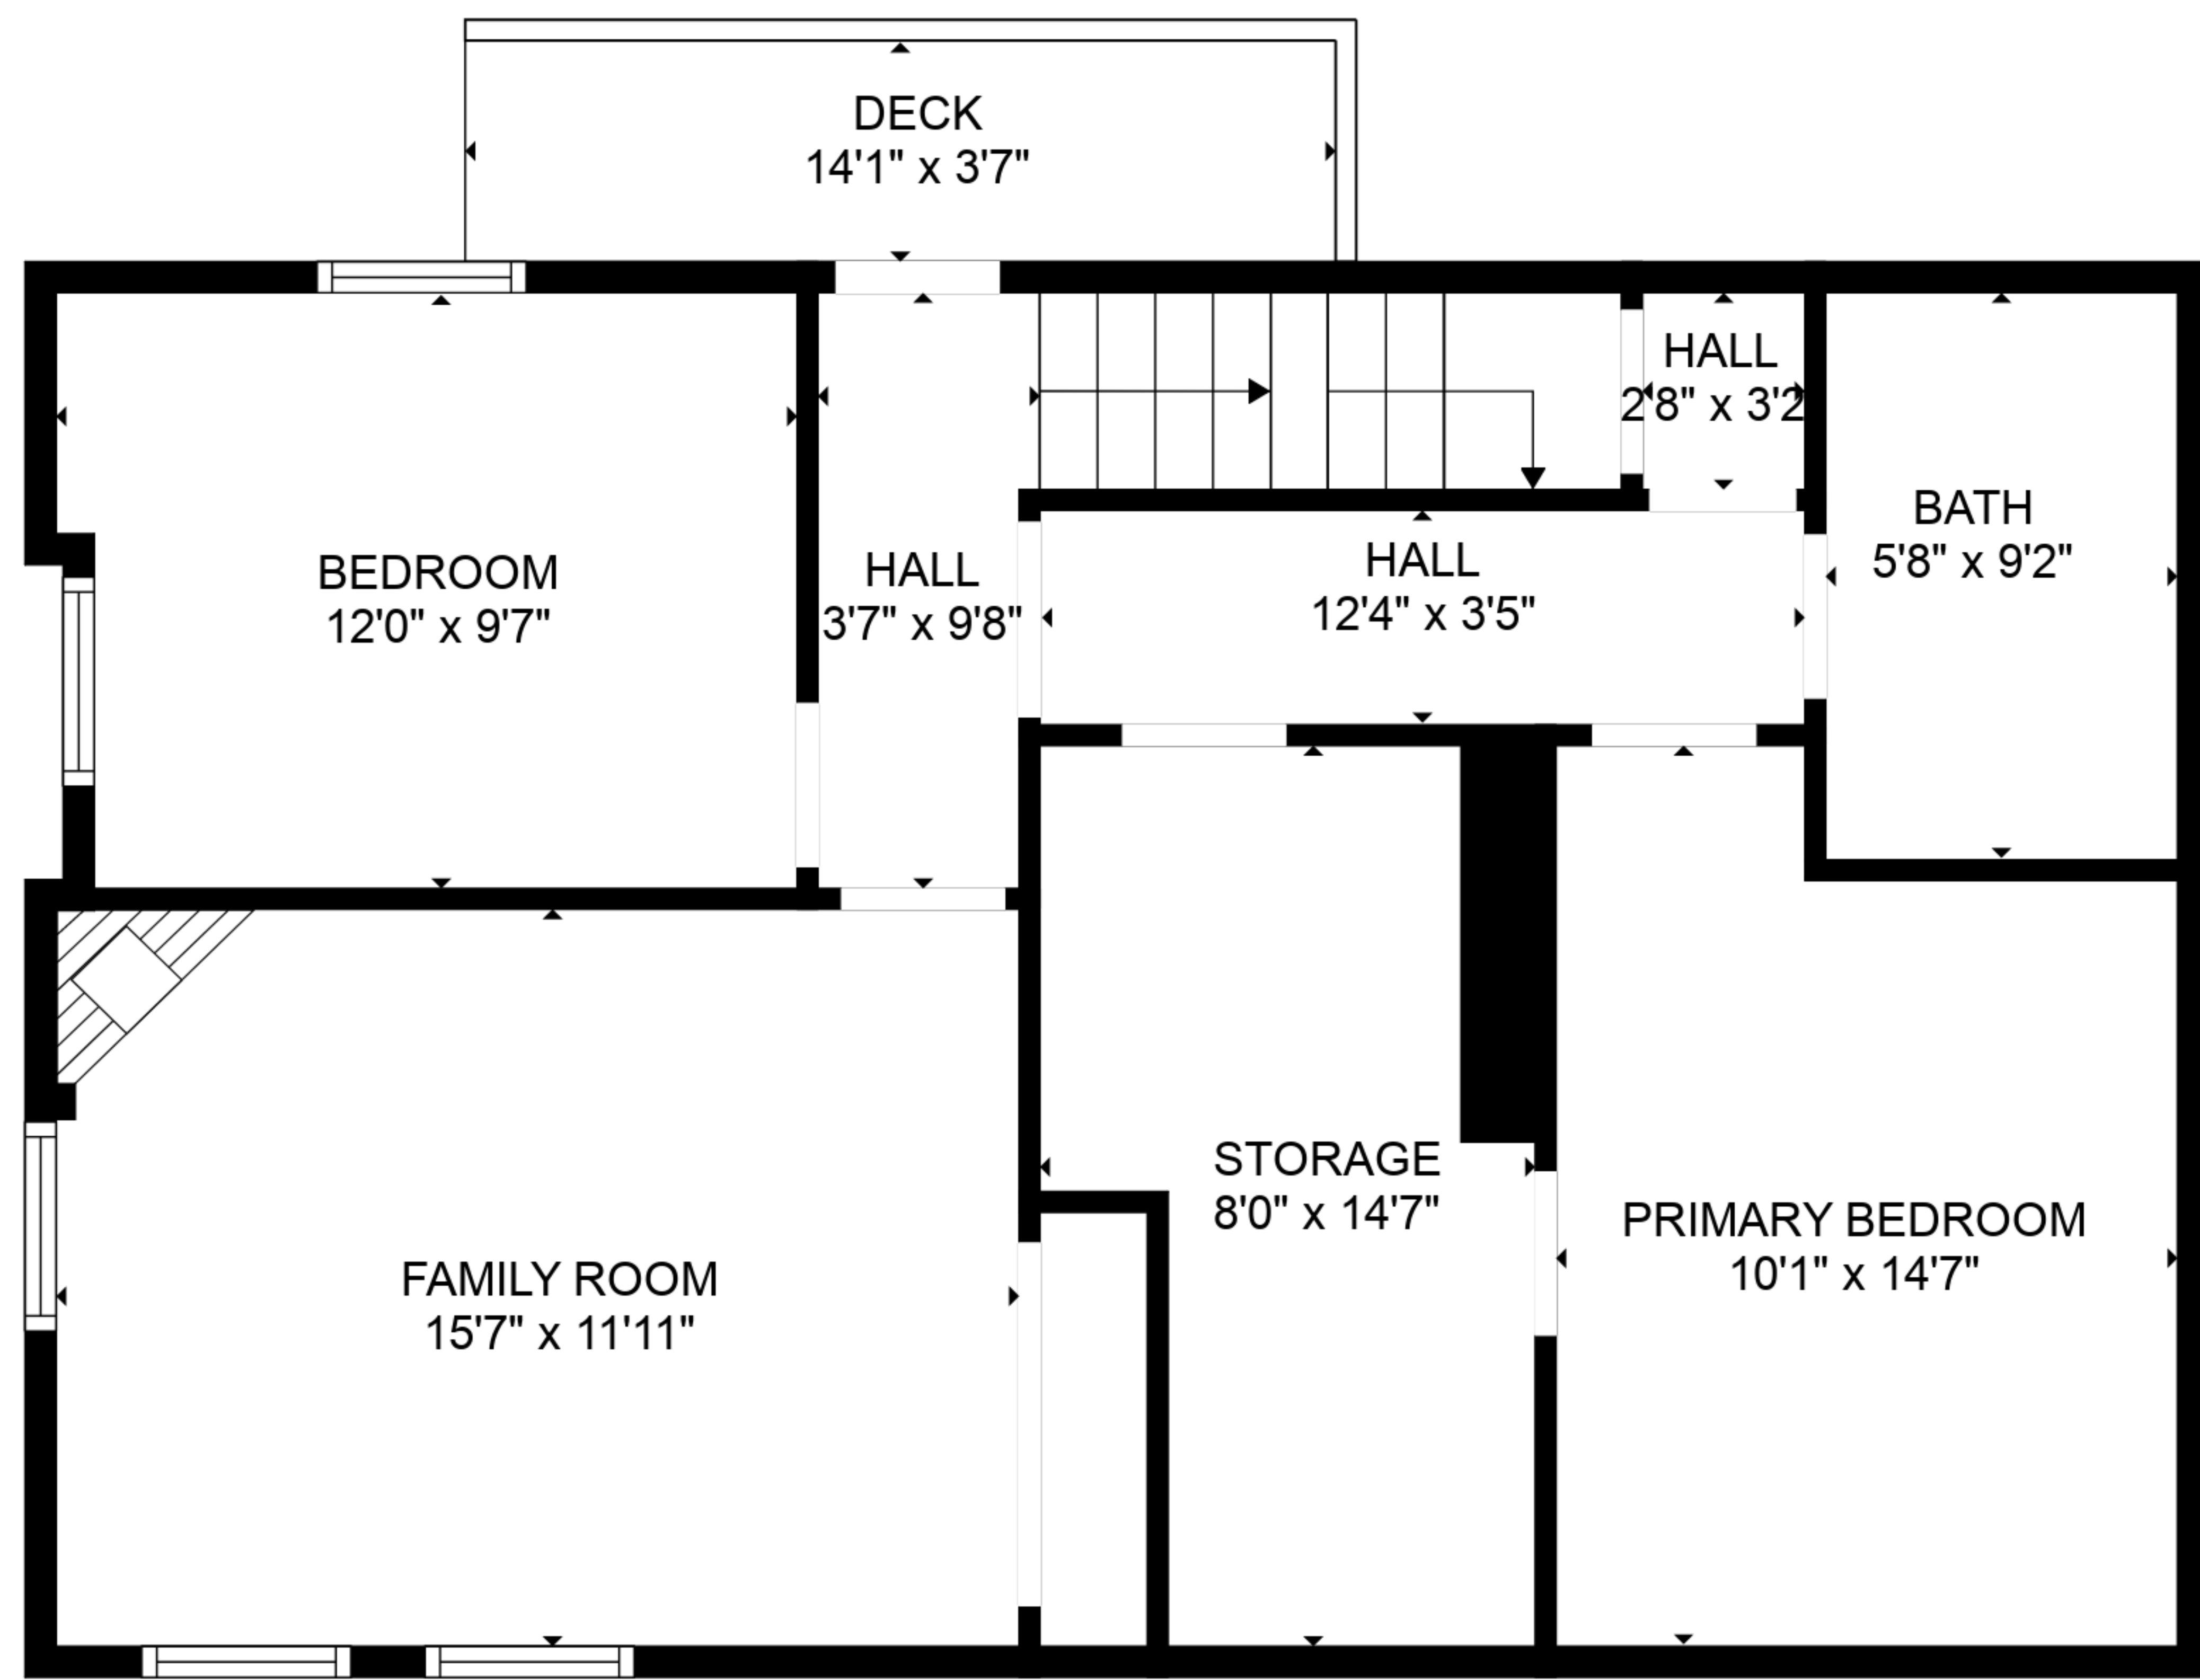 DECK
14'1" x 3'7"
HALL
2'8" x 3'2
BATH
5'8" x 9'2"
BEDROOM
12'0" x 9'7"
HALL
3'7" x 9'8"
HALL
12'4" x 3'5"
STORAGE
8'0" x 14'7"
PRIMARY BEDROOM
10'1" x 14'7"
FAMILY ROOM
15'7" x 11'11"